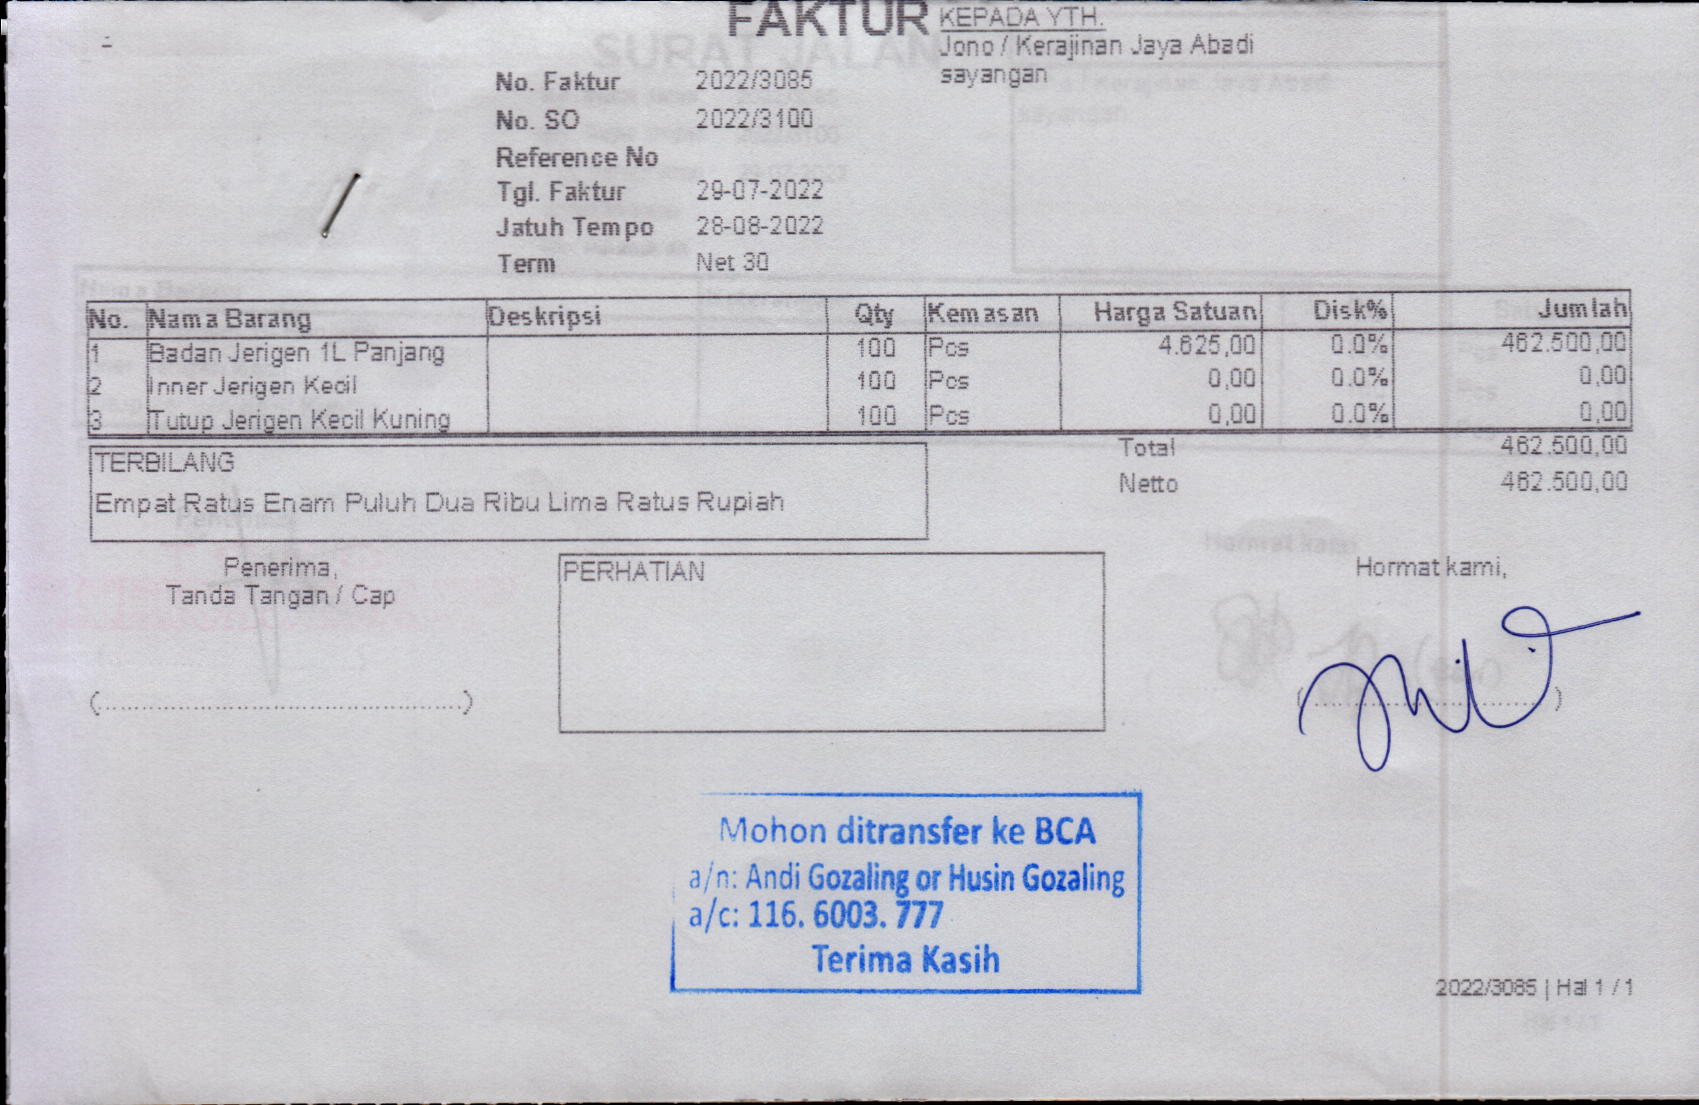 FAKTUR
KEPADA YTH.
Jono / Kerajinan Jaya Abadi
sayangan
No. Faktur 2022/3085
No. SO 2022/3100
Reference No
Tgl. Faktur 29-07-2022
Jatuh Tempo 28-08-2022
Term Net 30
No. Nama Barang Deskripsi Qty Kemasan Harga Satuan Disk% Jumlah
1 Badan Jerigen 1L Panjang 100 Pcs 4.625,00 0.0% 462.500,00
2 Inner Jerigen Kecil 100 Pcs 0,00 0.0% 0,00
3 Tutup Jerigen Kecil Kuning 100 Pcs 0,00 0.0% 0,00
Total 462.500,00
Netto 462.500,00
TERBILANG
Empat Ratus Enam Puluh Dua Ribu Lima Ratus Rupiah
Penerima,
Tanda Tangan / Cap
(..................................................)
PERHATIAN
Hormat kami,
Mohon ditransfer ke BCA
a/n: Andi Gozaling or Husin Gozaling
a/c: 116. 6003. 777
Terima Kasih
2022/3085 | Hal 1 / 1